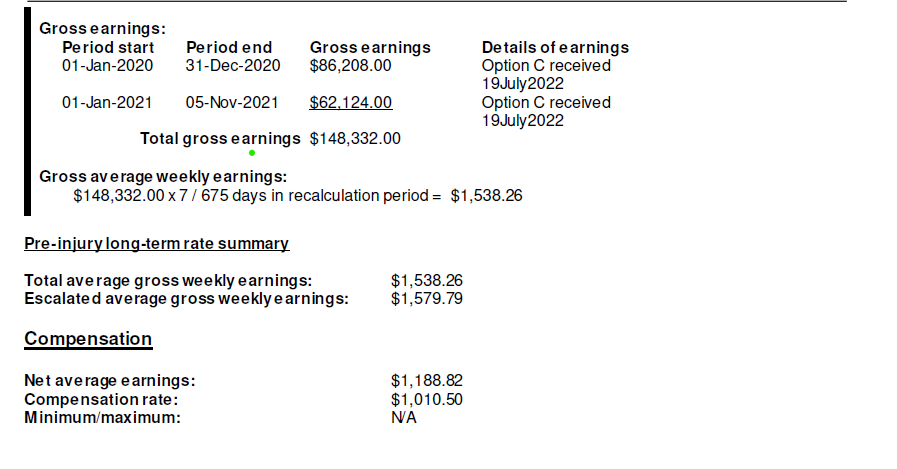 Gross earnings:
Period start Period end Gross earnings Details of earnings
01-Jan-2020 31-Dec-2020 $86,208.00 Option C received
19July2022
01-Jan-2021 05-Nov-2021 $62,124.00 Option C received
19July2022
Total gross earnings $148,332.00
Gross average weekly earnings:
$148,332.00 x 7 / 675 days in recalculation period = $1,538.26
Pre-injury long-term rate summary
Total average gross weekly earnings: $1,538.26
Escalated average gross weekly earnings: $1,579.79
Compensation
Net average earnings: $1,188.82
Compensation rate: $1,010.50
Minimum/maximum: N/A